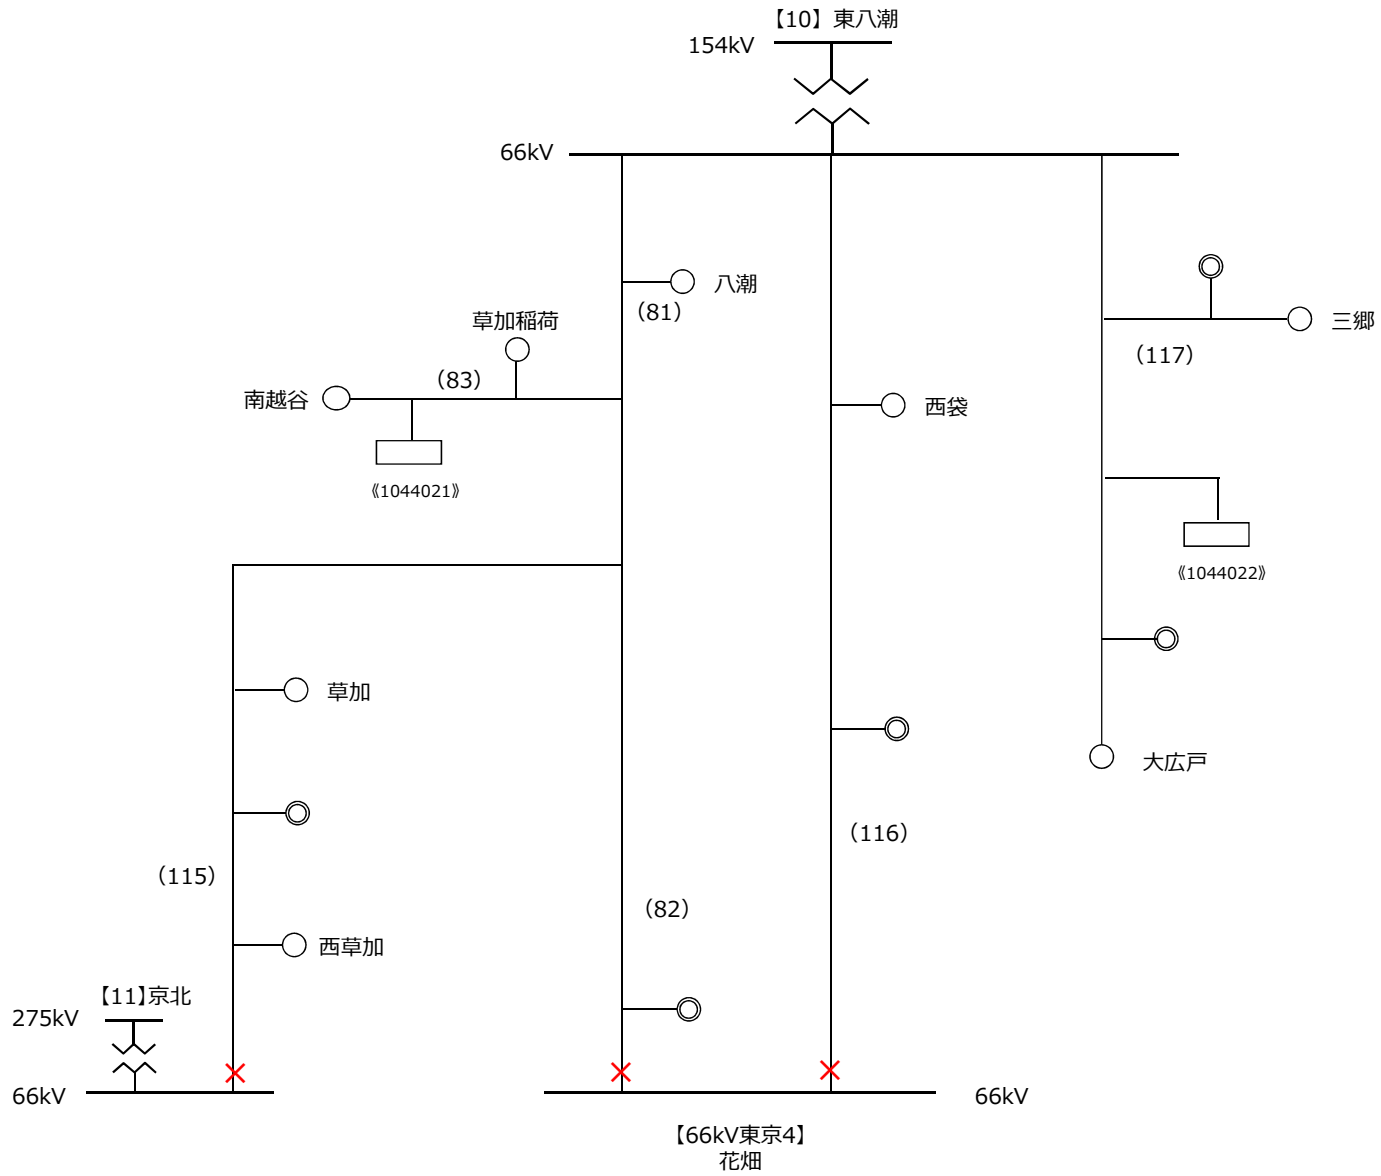 【10】東八潮
154kV
66kV
八潮
（81）
草加稲荷
（83）
南越谷
《1044021》
西袋
三郷
（117）
《1044022》
草加
大広戸
（116）
（115）
（82）
西草加
【11】京北
275kV
66kV
66kV
【66kV東京4】
花畑